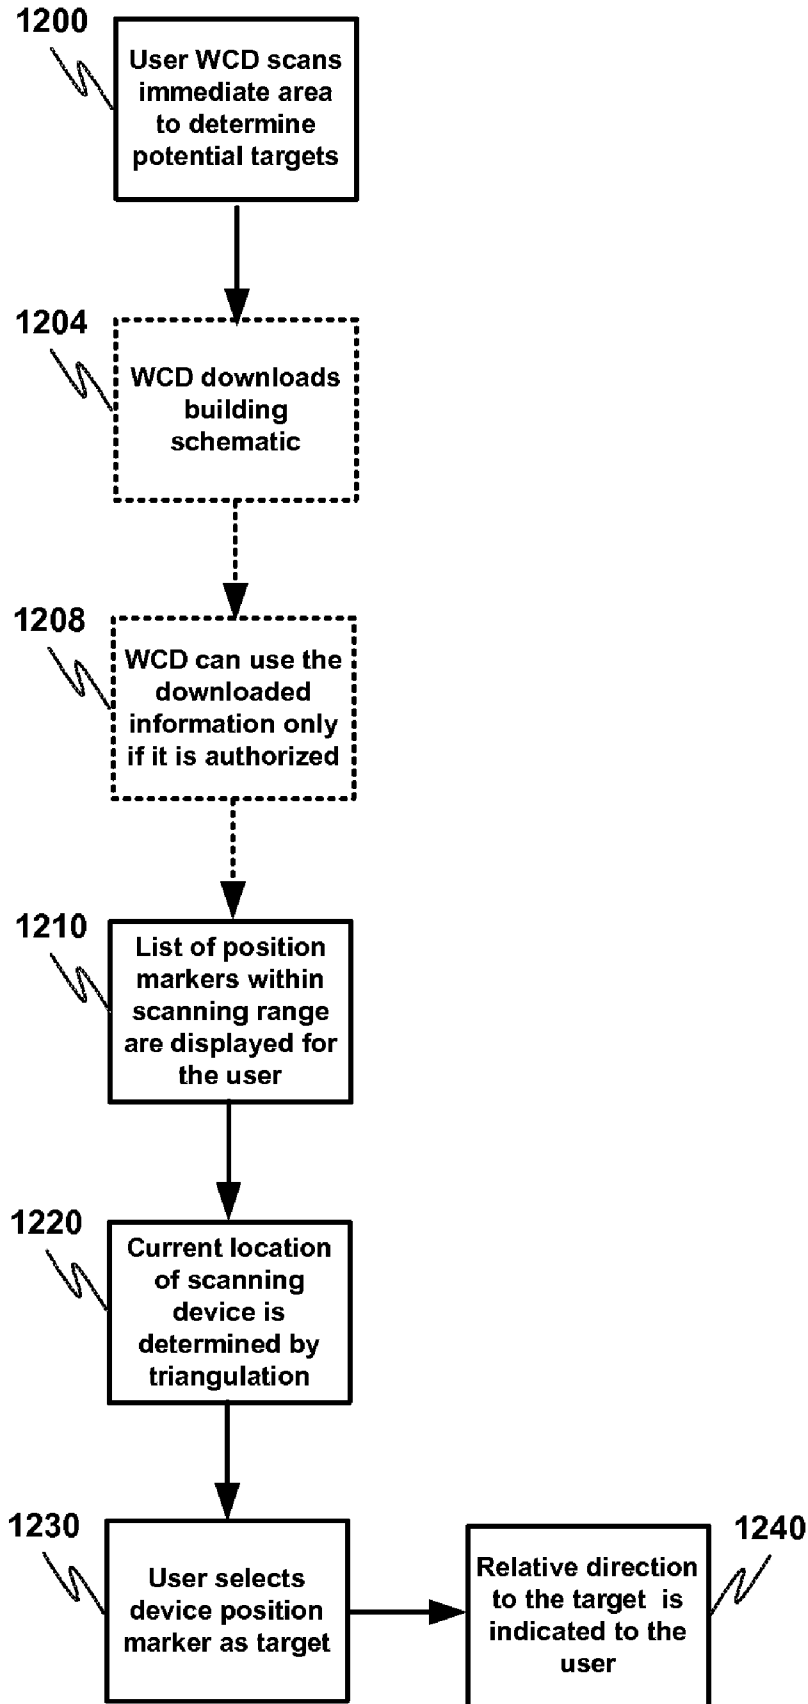 1200
User WCD scans
immediate area
to determine
potential targets
1204
WCD downloads
building
schematic
1208
WCD can use the
downloaded
information only
if it is authorized
1210
List of position
markers within
scanning range
are displayed for
the user
1220
Current location
of scanning
device is
determined by
triangulation
1230
User selects
device position
marker as target
1240
Relative direction
to the target is
indicated to the
user